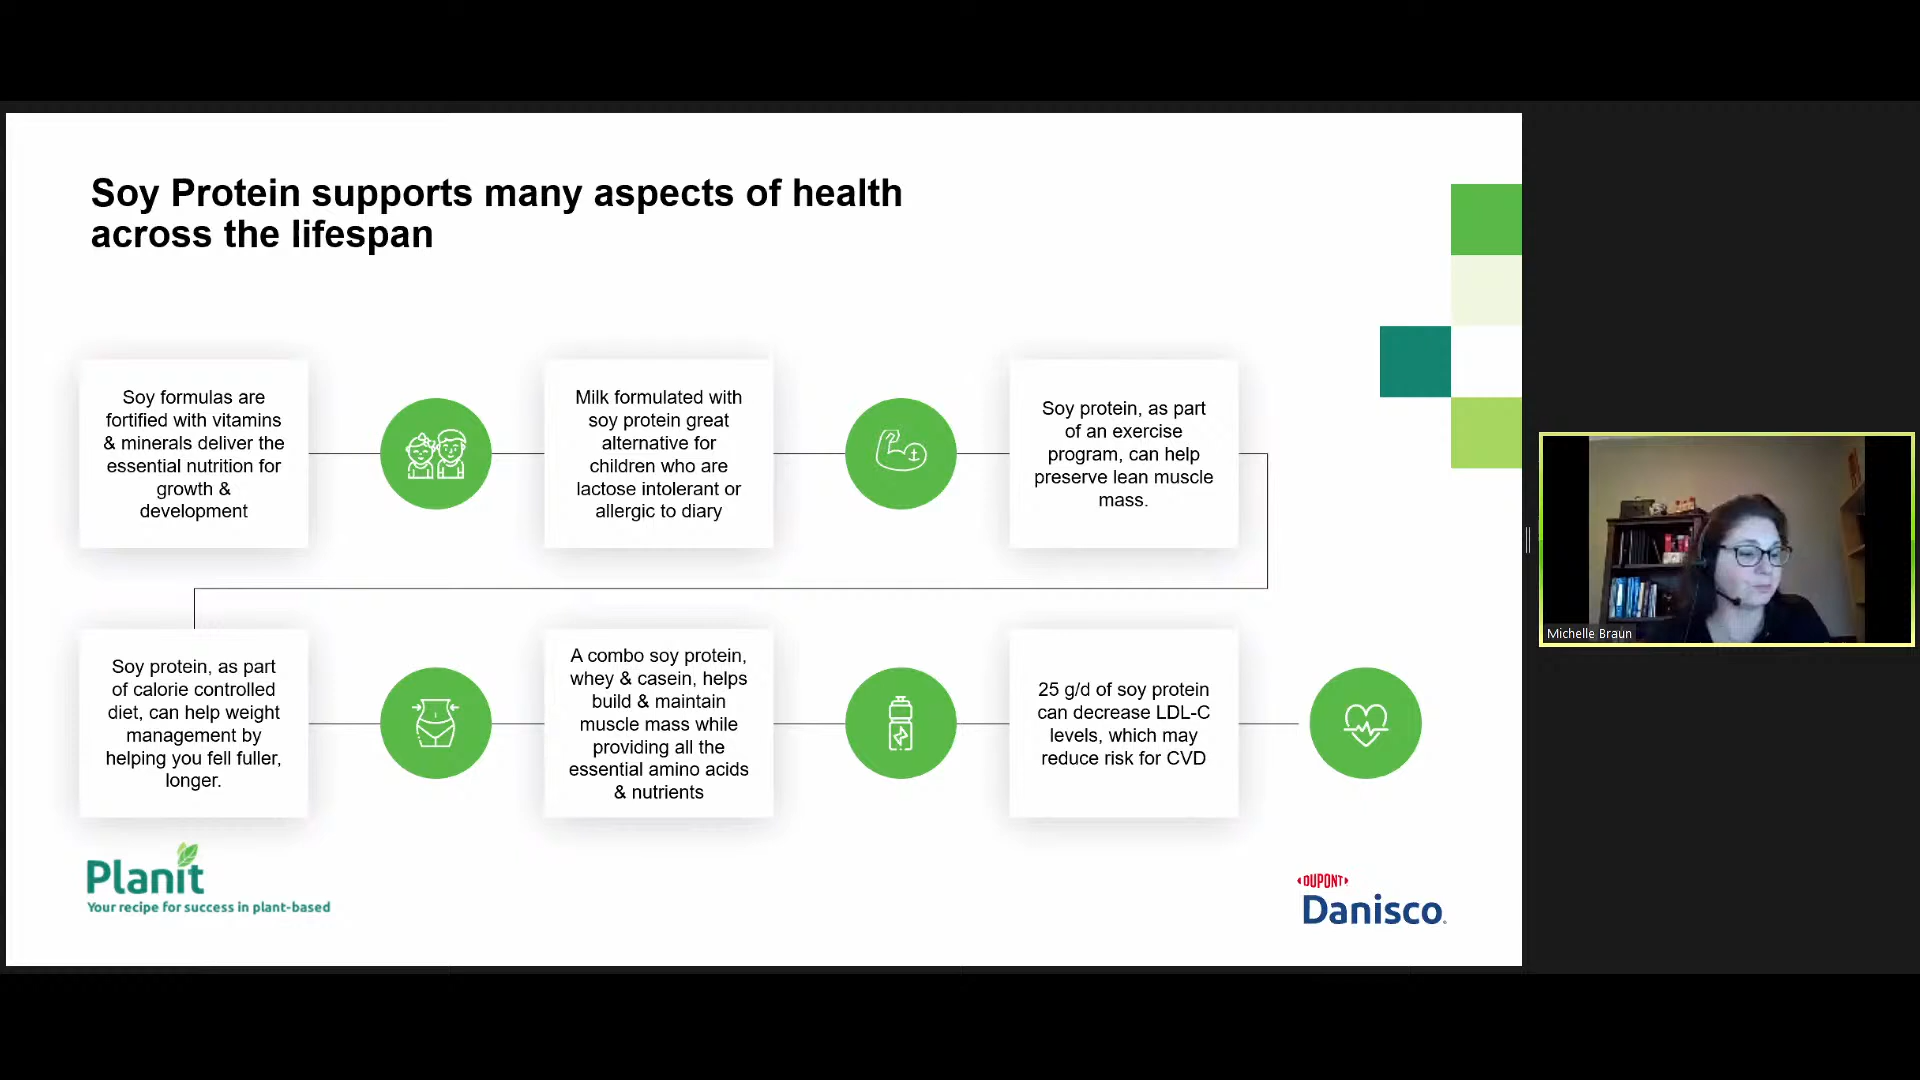 Soy Protein supports many aspects of health
across the lifespan
Soy formulas are
fortified with vitamins
& minerals deliver the
essential nutrition for
growth &
development
Milk formulated with
soy protein great
alternative for
children who are
lactose intolerant or
allergic to diary
Soy protein, as part
of an exercise
program, can help
preserve lean muscle
mass.
Soy protein, as part
of calorie controlled
diet, can help weight
management by
helping you fell fuller,
longer.
A combo soy protein,
whey & casein, helps
build & maintain
muscle mass while
providing all the
essential amino acids
& nutrients
25 g/d of soy protein
can decrease LDL-C
levels, which may
reduce risk for CVD
Planit
Your recipe for success in plant-based
DUPONT
Danisco.
Michelle Braun